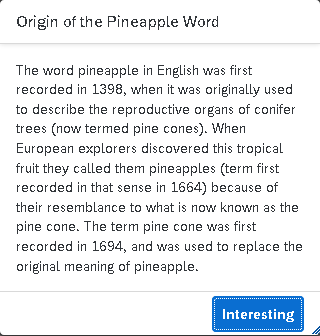 Origin of the Pineapple Word
The word pineapple in English was first
recorded in 1398, when it was originally used
to describe the reproductive organs of conifer
trees (now termed pine cones). When
European explorers discovered this tropical
fruit they called them pineapples (term first
recorded in that sense in 1664) because of
their resemblance to what is now known as the
pine cone. The term pine cone was first
recorded in 1694, and was used to replace the
original meaning of pineapple.
Interesting